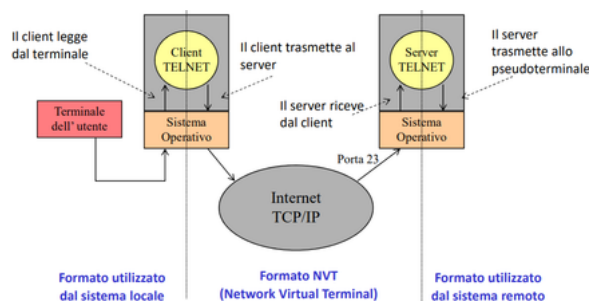 Il client legge
dal terminale
Client
TELNET
Il client trasmette al
server
Server
TELNET
Il server
trasmette allo
pseudoterminale
Il server riceve
dal client
Terminale
dell' utente
Sistema
Operativo
Sistema
Operativo
Porta 23
Internet
TCP/IP
Formato utilizzato
dal sistema locale
Formato NVT
(Network Virtual Terminal)
Formato utilizzato
dal sistema remoto